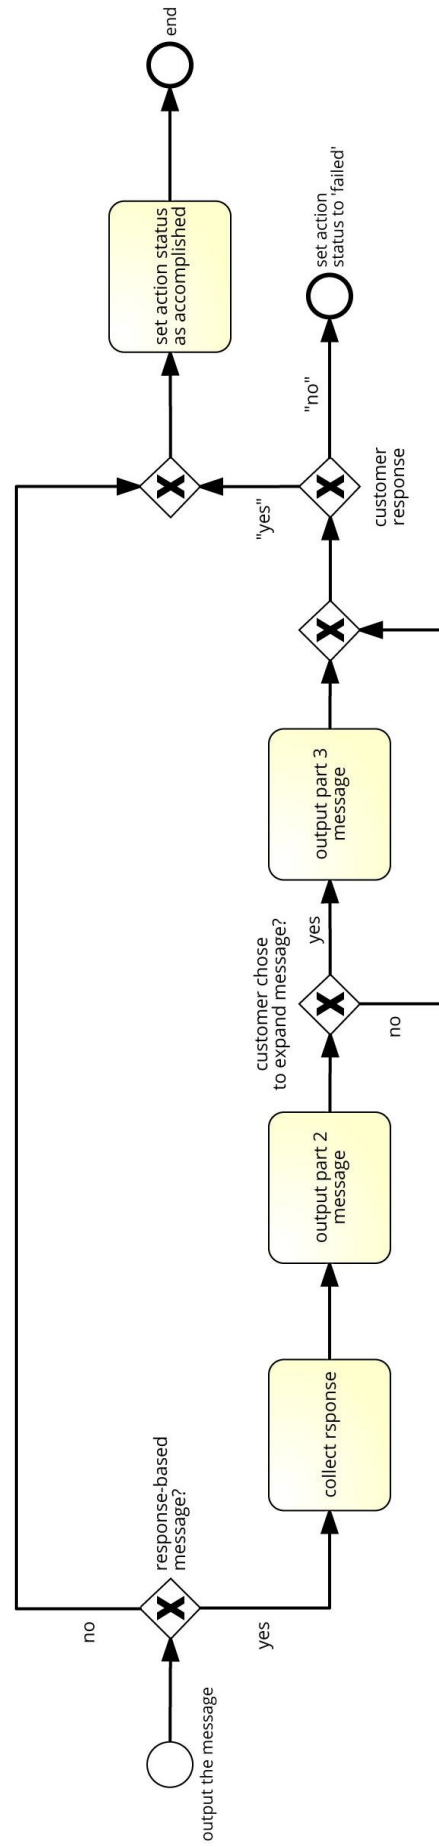 output the message
no
response-based
message?
yes
collect rsponse
output part 2
message
customer chose
to expand message?
yes
no
output part 3
message
"yes"
customer
response
"no"
set action status
as accomplished
set action
status to 'failed'
end